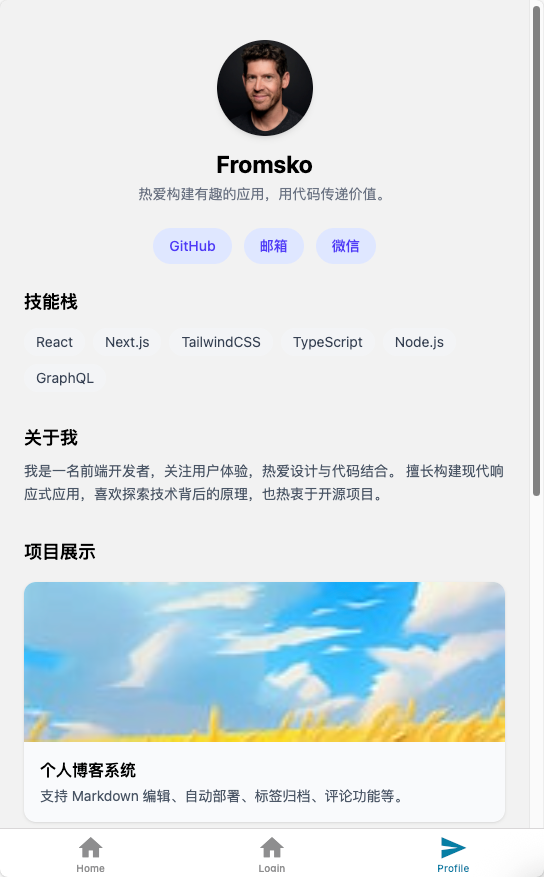 Fromsko
热爱构建有趣的应用，用代码传递价值。
GitHub 邮箱 微信
技能栈
React Next.js TailwindCSS TypeScript Node.js
GraphQL
关于我
我是一名前端开发者，关注用户体验，热爱设计与代码结合。 擅长构建现代响
应式应用，喜欢探索技术背后的原理，也热衷于开源项目。
项目展示
个人博客系统
支持 Markdown 编辑、自动部署、标签归档、评论功能等。
Home Login Profile